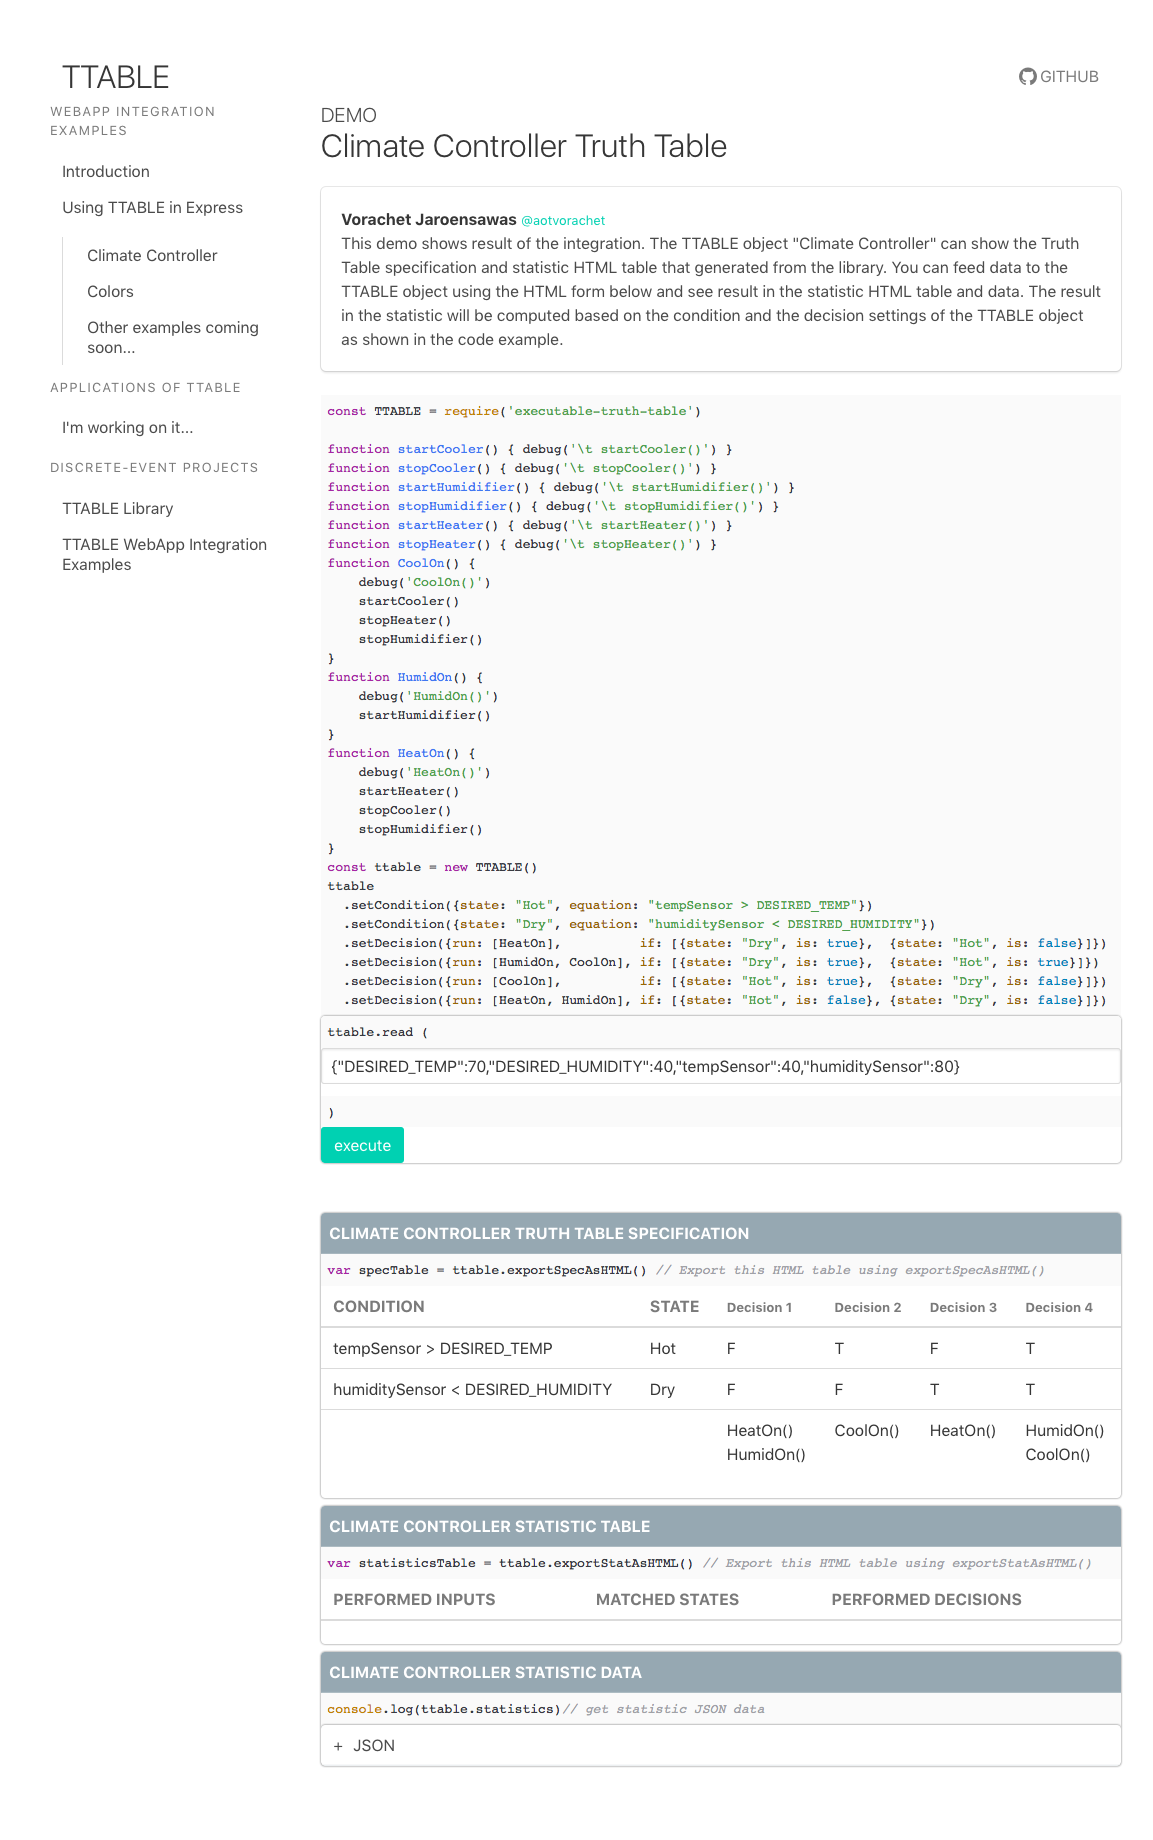 TTABLE
GITHUB
WEBAPP INTEGRATION
EXAMPLES
Introduction
Using TTABLE in Express
Climate Controller
Colors
Other examples coming
soon...
APPLICATIONS OF TTABLE
I'm working on it...
DISCRETE-EVENT PROJECTS
TTABLE Library
TTABLE WebApp Integration
Examples
DEMO
Climate Controller Truth Table
Vorachet Jaroensawas @aotvorachet
This demo shows result of the integration. The TTABLE object "Climate Controller" can show the Truth
Table specification and statistic HTML table that generated from the library. You can feed data to the
TTABLE object using the HTML form below and see result in the statistic HTML table and data. The result
in the statistic will be computed based on the condition and the decision settings of the TTABLE object
as shown in the code example.
const TTABLE = require('executable-truth-table')
function startCooler() { debug('\t startCooler()') }
function stopCooler() { debug('\t stopCooler()') }
function startHumidifier() { debug('\t startHumidifier()') }
function stopHumidifier() { debug('\t stopHumidifier()') }
function startHeater() { debug('\t startHeater()') }
function stopHeater() { debug('\t stopHeater()') }
function CoolOn() {
    debug('CoolOn()')
    startCooler()
    stopHeater()
    stopHumidifier()
}
function HumidOn() {
    debug('HumidOn()')
    startHumidifier()
}
function HeatOn() {
    debug('HeatOn()')
    startHeater()
    stopCooler()
    stopHumidifier()
}
const ttable = new TTABLE()
ttable
  .setCondition({state: "Hot", equation: "tempSensor > DESIRED_TEMP"})
  .setCondition({state: "Dry", equation: "humiditySensor < DESIRED_HUMIDITY"})
  .setDecision({run: [HeatOn],          if: [{state: "Dry", is: true},  {state: "Hot", is: false}]})
  .setDecision({run: [HumidOn, CoolOn], if: [{state: "Dry", is: true},  {state: "Hot", is: true}]})
  .setDecision({run: [CoolOn],          if: [{state: "Hot", is: true},  {state: "Dry", is: false}]})
  .setDecision({run: [HeatOn, HumidOn], if: [{state: "Hot", is: false}, {state: "Dry", is: false}]})
ttable.read (
{"DESIRED_TEMP":70,"DESIRED_HUMIDITY":40,"tempSensor":40,"humiditySensor":80}
)
execute
CLIMATE CONTROLLER TRUTH TABLE SPECIFICATION
var specTable = ttable.exportSpecAsHTML() // Export this HTML table using exportSpecAsHTML()
CONDITION STATE Decision 1 Decision 2 Decision 3 Decision 4
tempSensor > DESIRED_TEMP Hot F T F T
humiditySensor < DESIRED_HUMIDITY Dry F F T T
HeatOn() CoolOn() HeatOn() HumidOn()
HumidOn() CoolOn()
CLIMATE CONTROLLER STATISTIC TABLE
var statisticsTable = ttable.exportStatAsHTML() // Export this HTML table using exportStatAsHTML()
PERFORMED INPUTS MATCHED STATES PERFORMED DECISIONS
CLIMATE CONTROLLER STATISTIC DATA
console.log(ttable.statistics)// get statistic JSON data
+ JSON